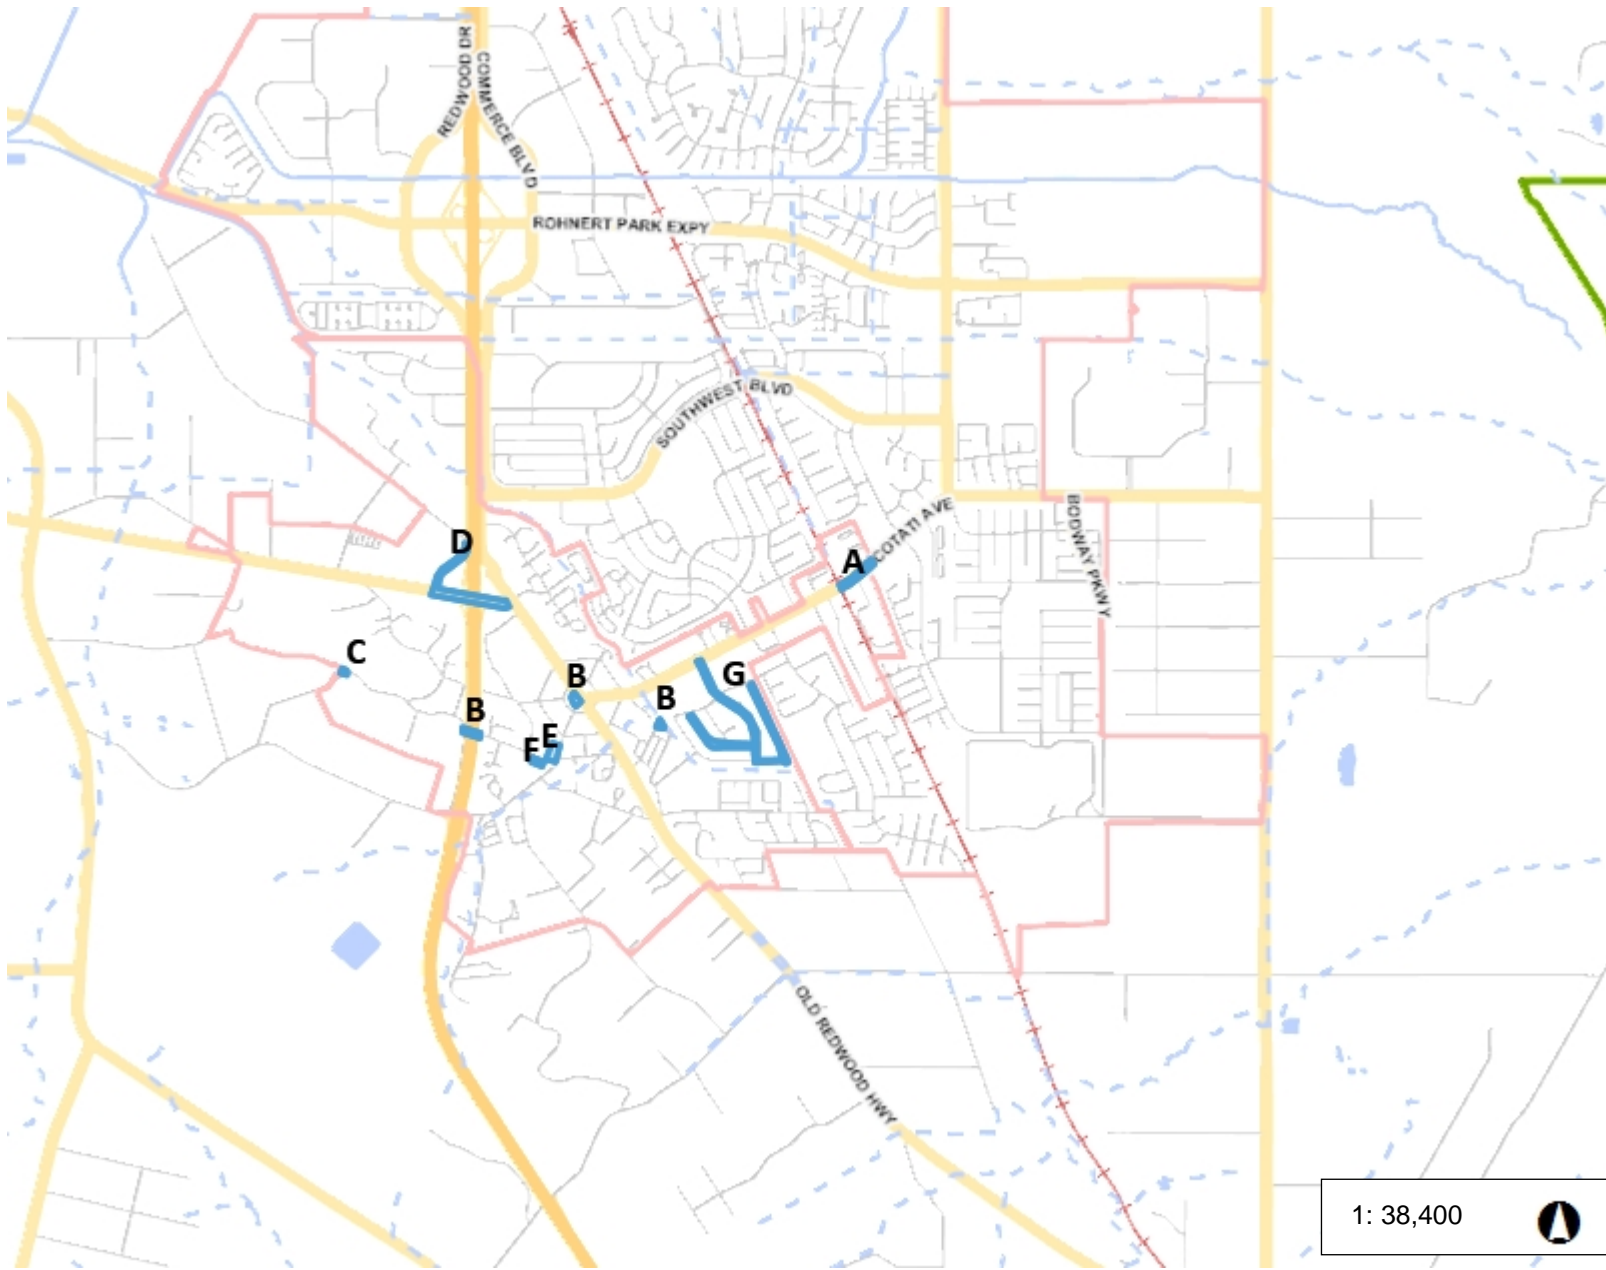 REDWOOD DR
COMMERCE BLVD
ROHNERT PARK EXPY
SOUTHWEST BLVD
COTATI AVE
BODWAY PKWY
D
A
C
B
G
B
B
E
F
OLD REDWOOD HWY
1: 38,400